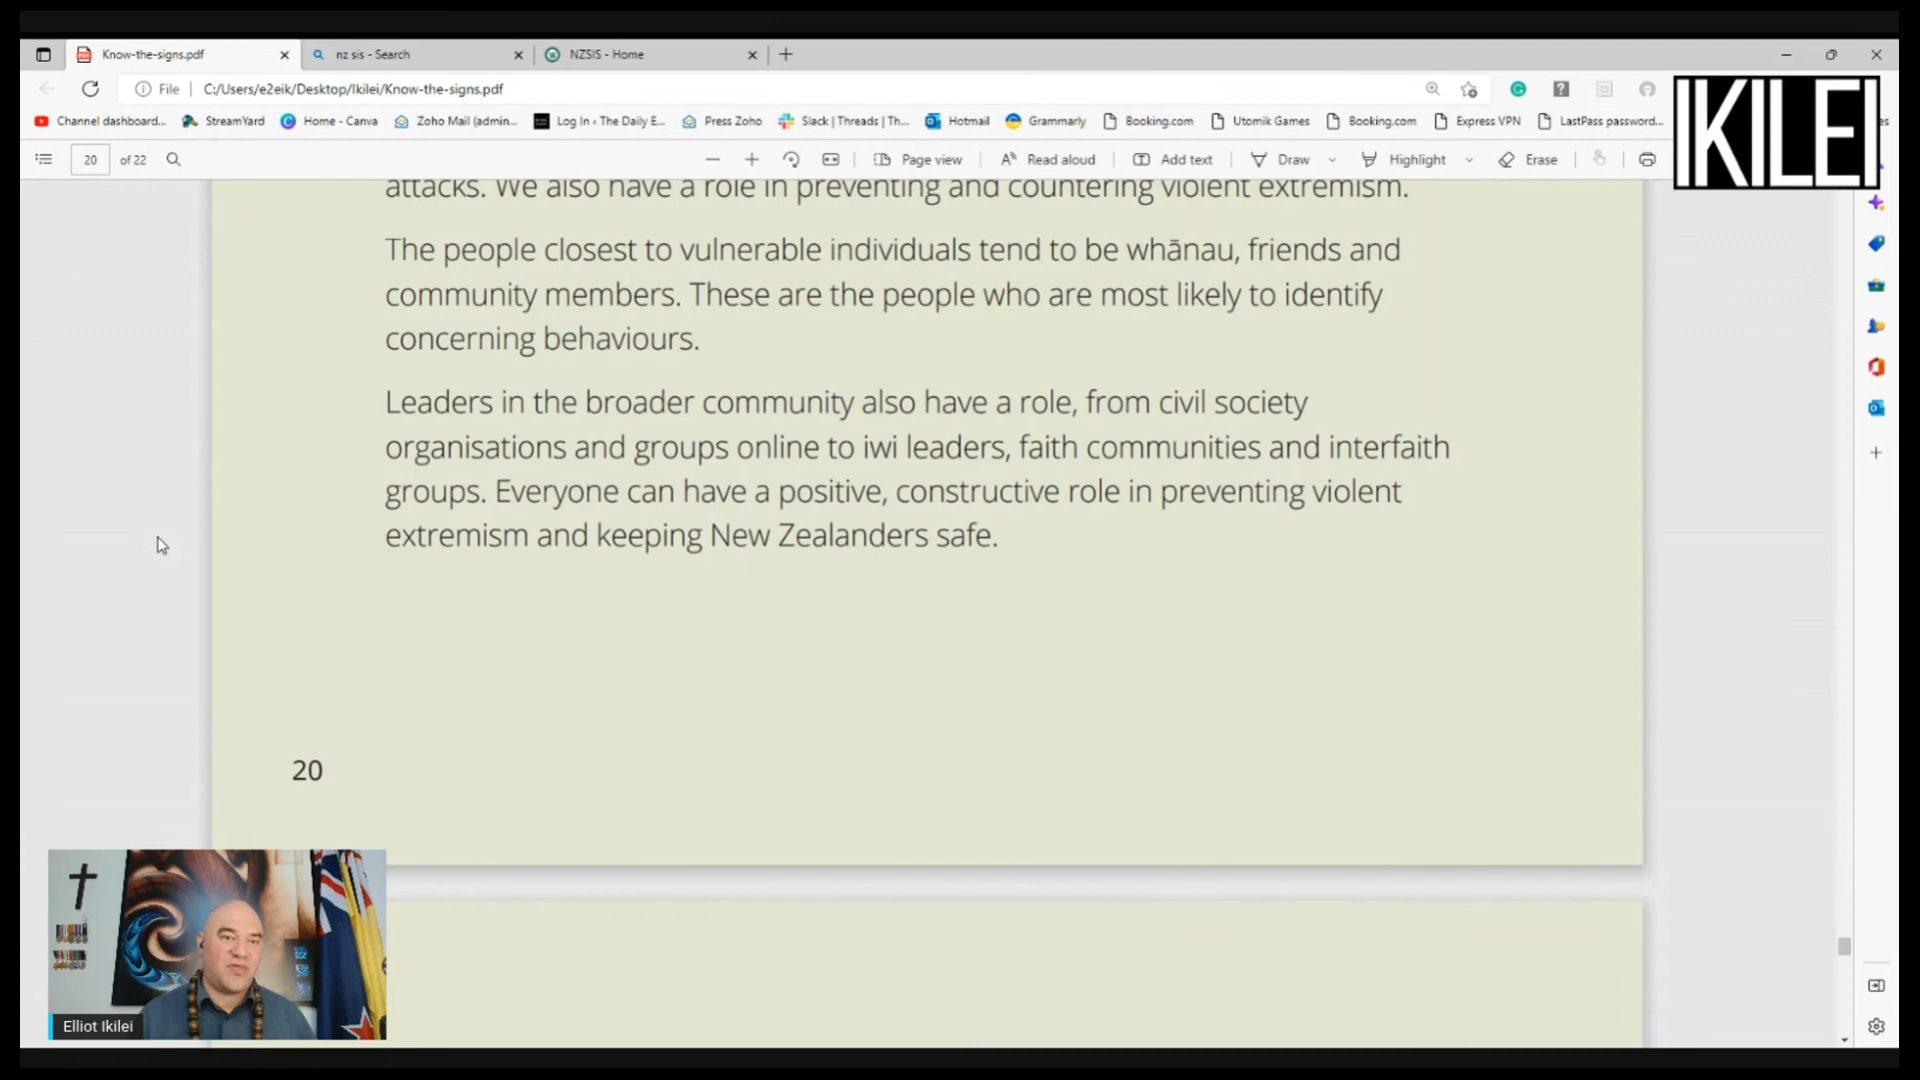 Know-the-signs.pdf
nz sis - Search
NZSIS - Home
File
C:/Users/e2eik/Desktop/Ikilei/Know-the-signs.pdf
Channel dashboard...
StreamYard
Home - Canva
Zoho Mail (admin...
Log In ‹ The Daily E...
Press Zoho
Slack | Threads | Th...
Hotmail
Grammarly
Booking.com
Utomik Games
Booking.com
Express VPN
LastPass password...
IKILEI
20
of 22
Page view
Read aloud
Add text
Draw
Highlight
Erase
attacks. We also have a role in preventing and countering violent extremism.
The people closest to vulnerable individuals tend to be whānau, friends and
community members. These are the people who are most likely to identify
concerning behaviours.
Leaders in the broader community also have a role, from civil society
organisations and groups online to iwi leaders, faith communities and interfaith
groups. Everyone can have a positive, constructive role in preventing violent
extremism and keeping New Zealanders safe.
20
Elliot Ikilei